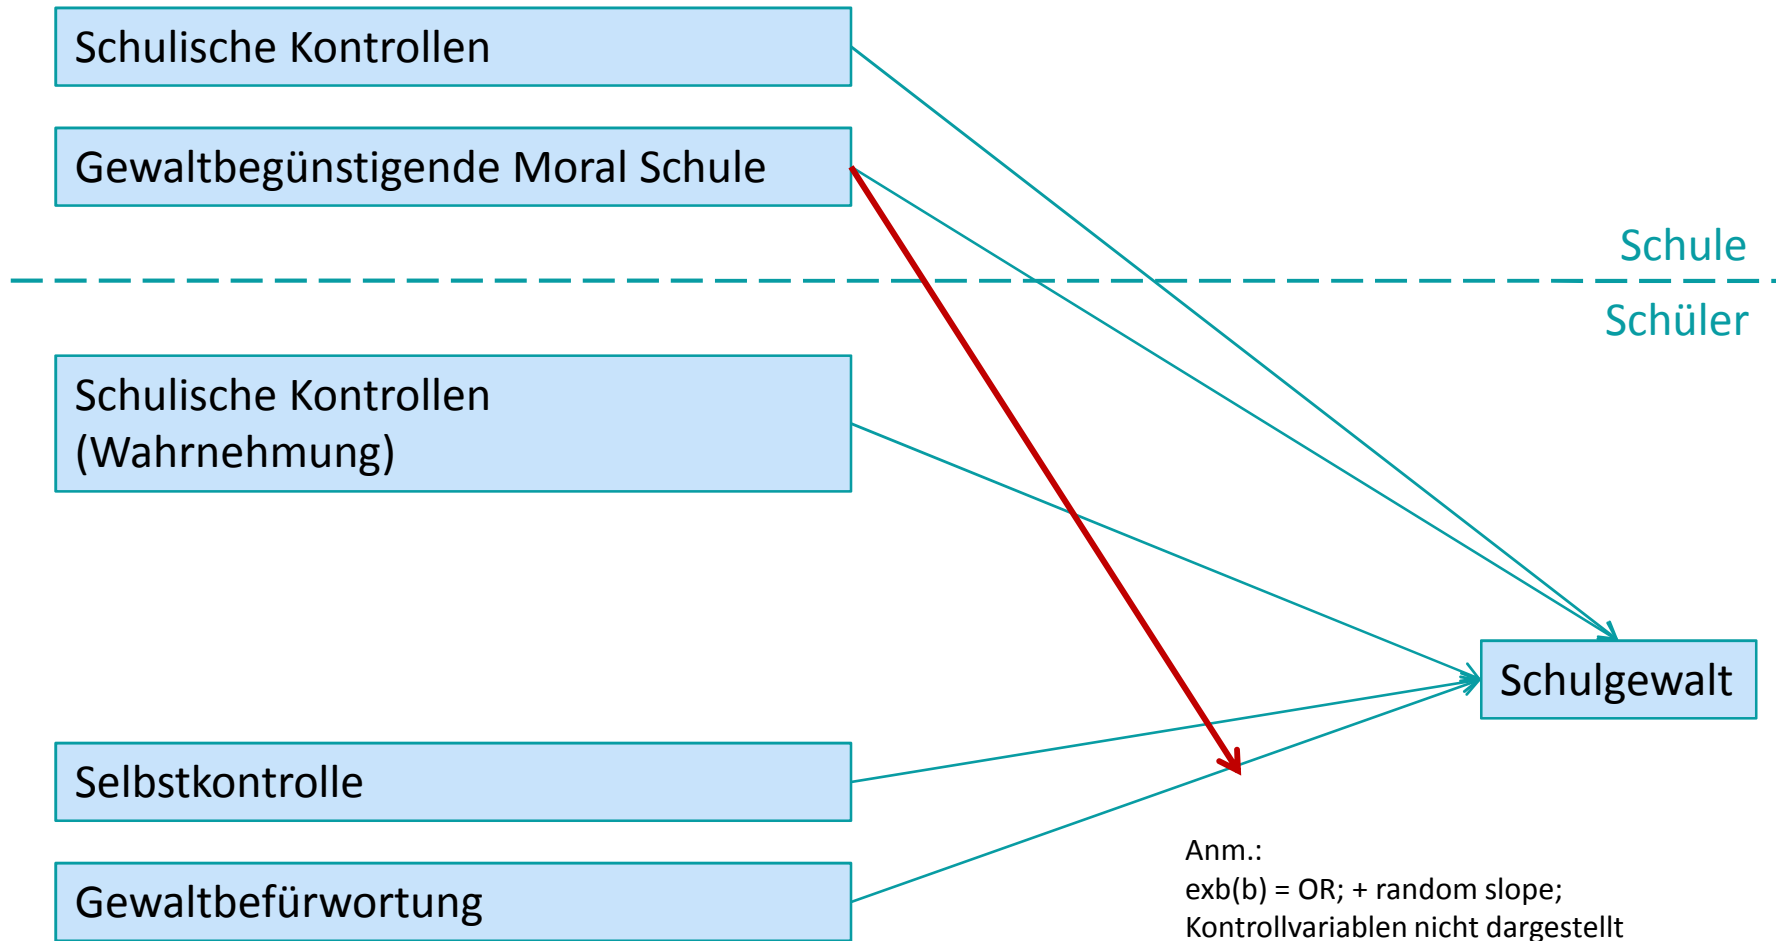 Schulische Kontrollen
Gewaltbegünstigende Moral Schule
Schule
Schüler
Schulische Kontrollen
(Wahrnehmung)
Schulgewalt
Selbstkontrolle
Gewaltbefürwortung
Anm.:
exb(b) = OR; + random slope;
Kontrollvariablen nicht dargestellt